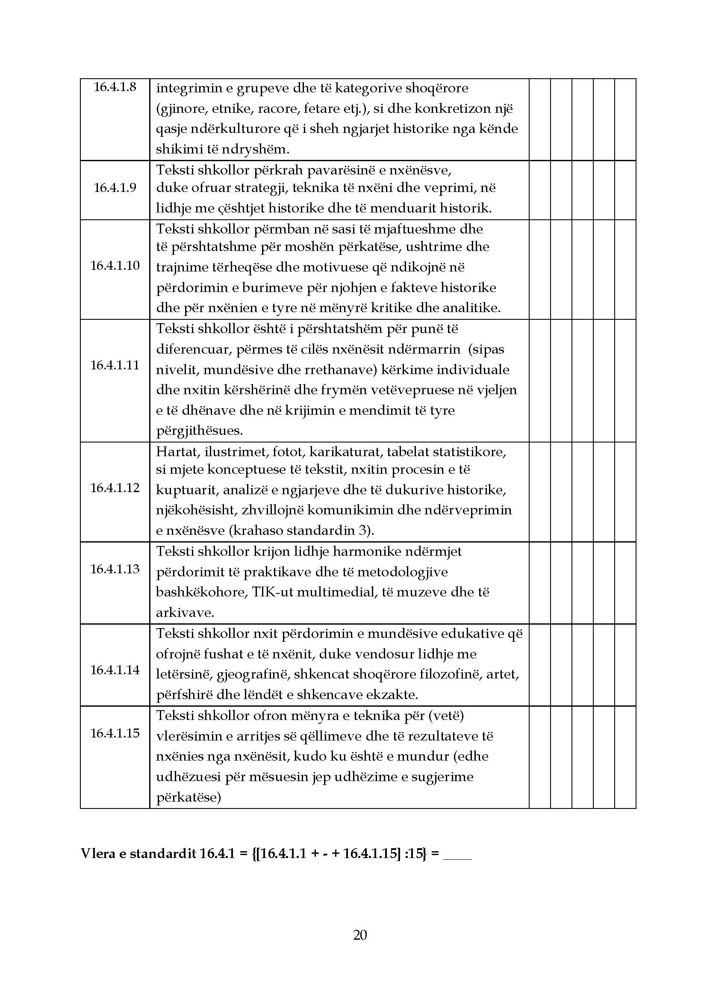 16.4.1.8 integrimin e grupeve dhe të kategorive shoqërore
(gjinore, etnike, racore, fetare etj.), si dhe konkretizon një
qasje ndërkulturore që i sheh ngjarjet historike nga kënde
shikimi të ndryshëm.
Teksti shkollor përkrah pavarësinë e nxënësve,
16.4.1.9 duke ofruar strategji, teknika të nxëni dhe veprimi, në
lidhje me çështjet historike dhe të menduarit historik.
Teksti shkollor përmban në sasi të mjaftueshme dhe
të përshtatshme për moshën përkatëse, ushtrime dhe
16.4.1.10 trajnime tërheqëse dhe motivuese që ndikojnë në
përdorimin e burimeve për njohjen e fakteve historike
dhe për nxënien e tyre në mënyrë kritike dhe analitike.
Teksti shkollor është i përshtatshëm për punë të
diferencuar, përmes të cilës nxënësit ndërmarrin (sipas
16.4.1.11 nivelit, mundësive dhe rrethanave) kërkime individuale
dhe nxitin kërshërinë dhe frymën vetëvepruese në vjeljen
e të dhënave dhe në krijimin e mendimit të tyre
përgjithësues.
Hartat, ilustrimet, fotot, karikaturat, tabelat statistikore,
si mjete konceptuese të tekstit, nxitin procesin e të
16.4.1.12 kuptuarit, analizë e ngjarjeve dhe të dukurive historike,
njëkohësisht, zhvillojnë komunikimin dhe ndërveprimin
e nxënësve (krahaso standardin 3).
Teksti shkollor krijon lidhje harmonike ndërmjet
16.4.1.13 përdorimit të praktikave dhe të metodologjive
bashkëkohore, TIK-ut multimedial, të muzeve dhe të
arkivave.
Teksti shkollor nxit përdorimin e mundësive edukative që
ofrojnë fushat e të nxënit, duke vendosur lidhje me
16.4.1.14 letërsinë, gjeografinë, shkencat shoqërore filozofinë, artet,
përfshirë dhe lëndët e shkencave ekzakte.
Teksti shkollor ofron mënyra e teknika për (vetë)
16.4.1.15 vlerësimin e arritjes së qëllimeve dhe të rezultateve të
nxënies nga nxënësit, kudo ku është e mundur (edhe
udhëzuesi për mësuesin jep udhëzime e sugjerime
përkatëse)
Vlera e standardit 16.4.1 = {[16.4.1.1 + - + 16.4.1.15] :15} = ____
20